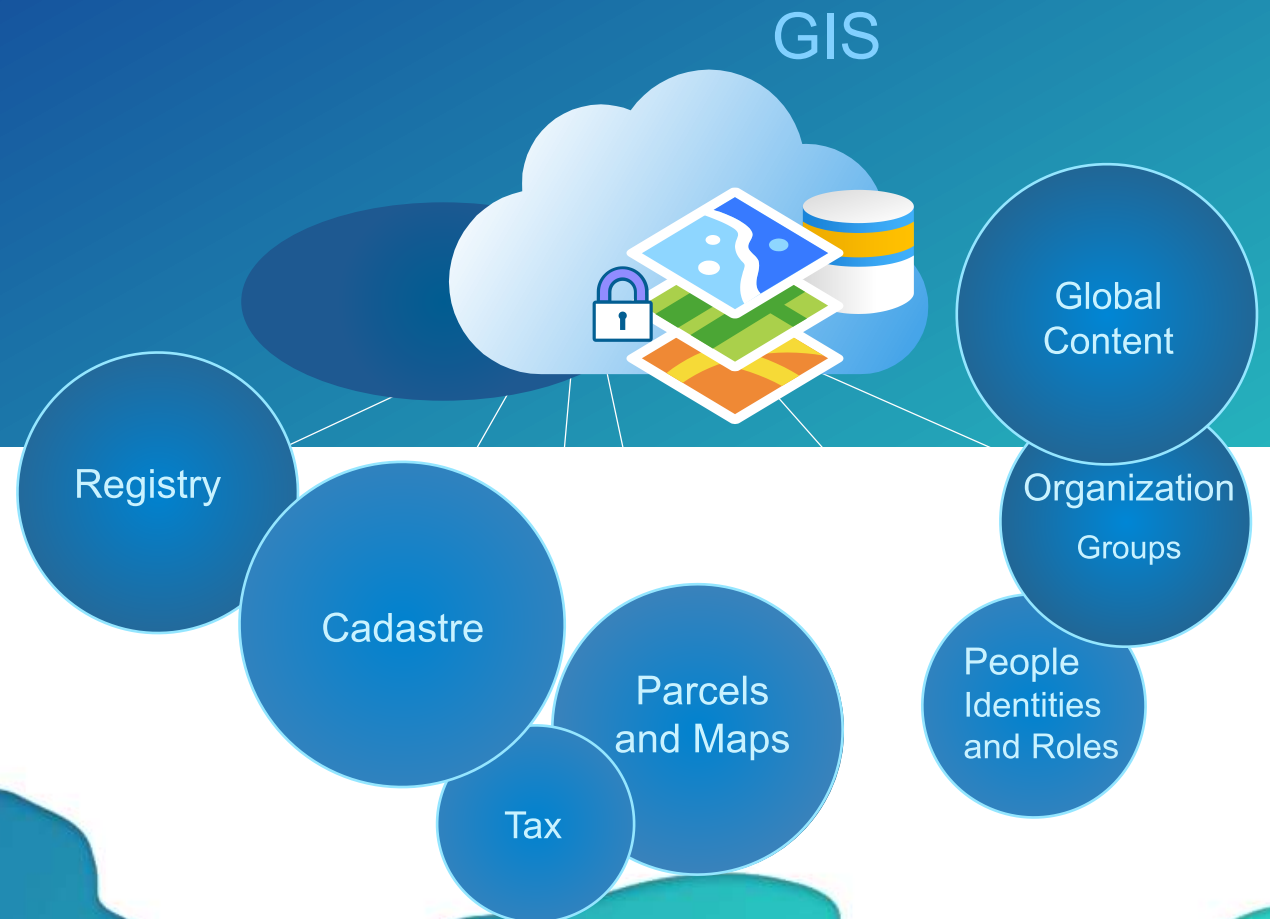 GIS
Global
Content
Registry
Organization
Groups
Cadastre
Parcels
and Maps
People
Identities
and Roles
Tax